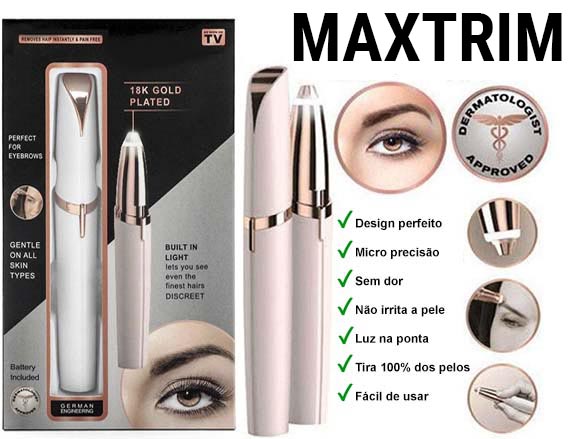 MAXTRIM
REMOVES HAIR INSTANTLY & PAIN FREE
AS SEEN ON
TV
18K GOLD
PLATED
PERFECT
FOR
EYEBROWS
GENTLE
ON ALL
SKIN
TYPES
BUILT IN
LIGHT
lets you see
even the
finest hairs
DISCREET
Battery
Included
GERMAN
ENGINEERING
DERMATOLOGIST
APPROVED
Design perfeito
Micro precisão
Sem dor
Não irrita a pele
Luz na ponta
Tira 100% dos pelos
Fácil de usar